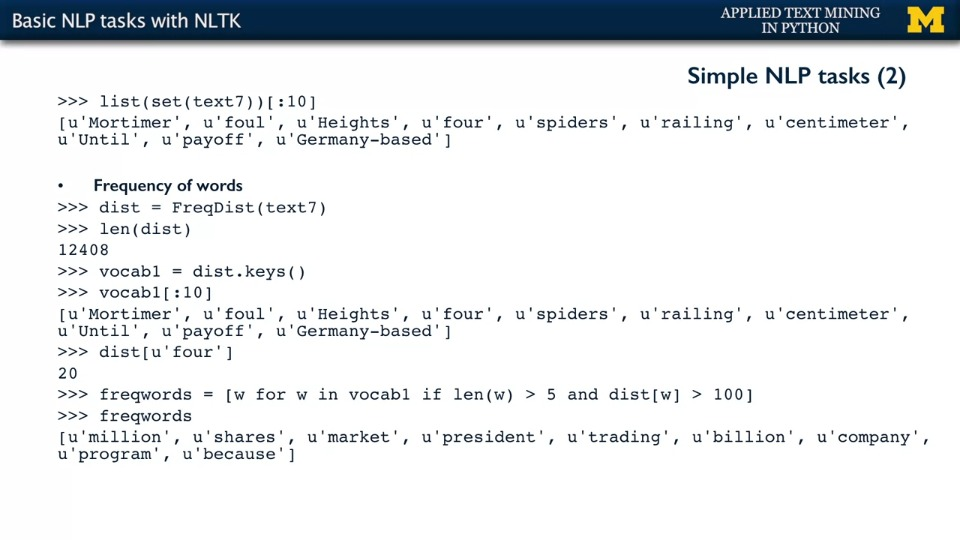 Basic NLP tasks with NLTK
APPLIED TEXT MINING
IN PYTHON
M
Simple NLP tasks (2)
>>> list(set(text7))[:10]
[u'Mortimer', u'foul', u'Heights', u'four', u'spiders', u'railing', u'centimeter',
u'Until', u'payoff', u'Germany-based']
• Frequency of words
>>> dist = FreqDist(text7)
>>> len(dist)
12408
>>> vocab1 = dist.keys()
>>> vocab1[:10]
[u'Mortimer', u'foul', u'Heights', u'four', u'spiders', u'railing', u'centimeter',
u'Until', u'payoff', u'Germany-based']
>>> dist[u'four']
20
>>> freqwords = [w for w in vocab1 if len(w) > 5 and dist[w] > 100]
>>> freqwords
[u'million', u'shares', u'market', u'president', u'trading', u'billion', u'company',
u'program', u'because']